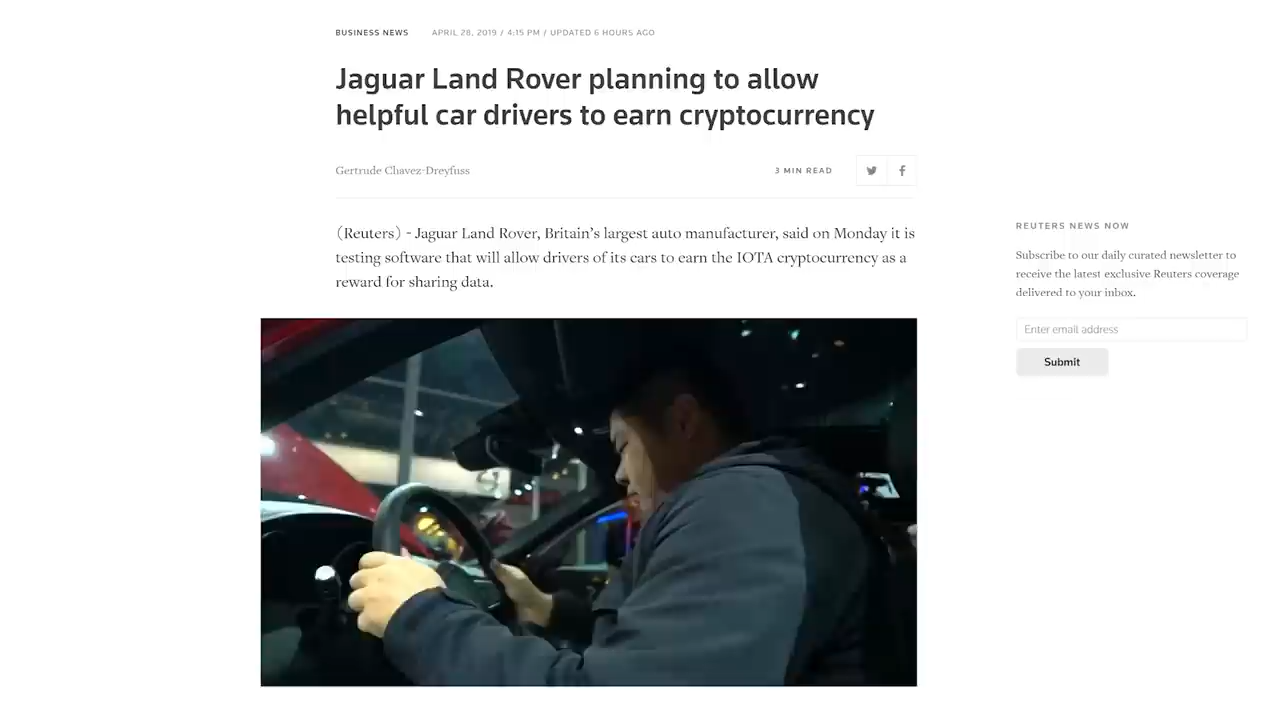 BUSINESS NEWS APRIL 28, 2019 / 4:15 PM / UPDATED 6 HOURS AGO
Jaguar Land Rover planning to allow
helpful car drivers to earn cryptocurrency
Gertrude Chavez-Dreyfuss 3 MIN READ
(Reuters) - Jaguar Land Rover, Britain’s largest auto manufacturer, said on Monday it is
testing software that will allow drivers of its cars to earn the IOTA cryptocurrency as a
reward for sharing data.
REUTERS NEWS NOW
Subscribe to our daily curated newsletter to
receive the latest exclusive Reuters coverage
delivered to your inbox.
Enter email address
Submit